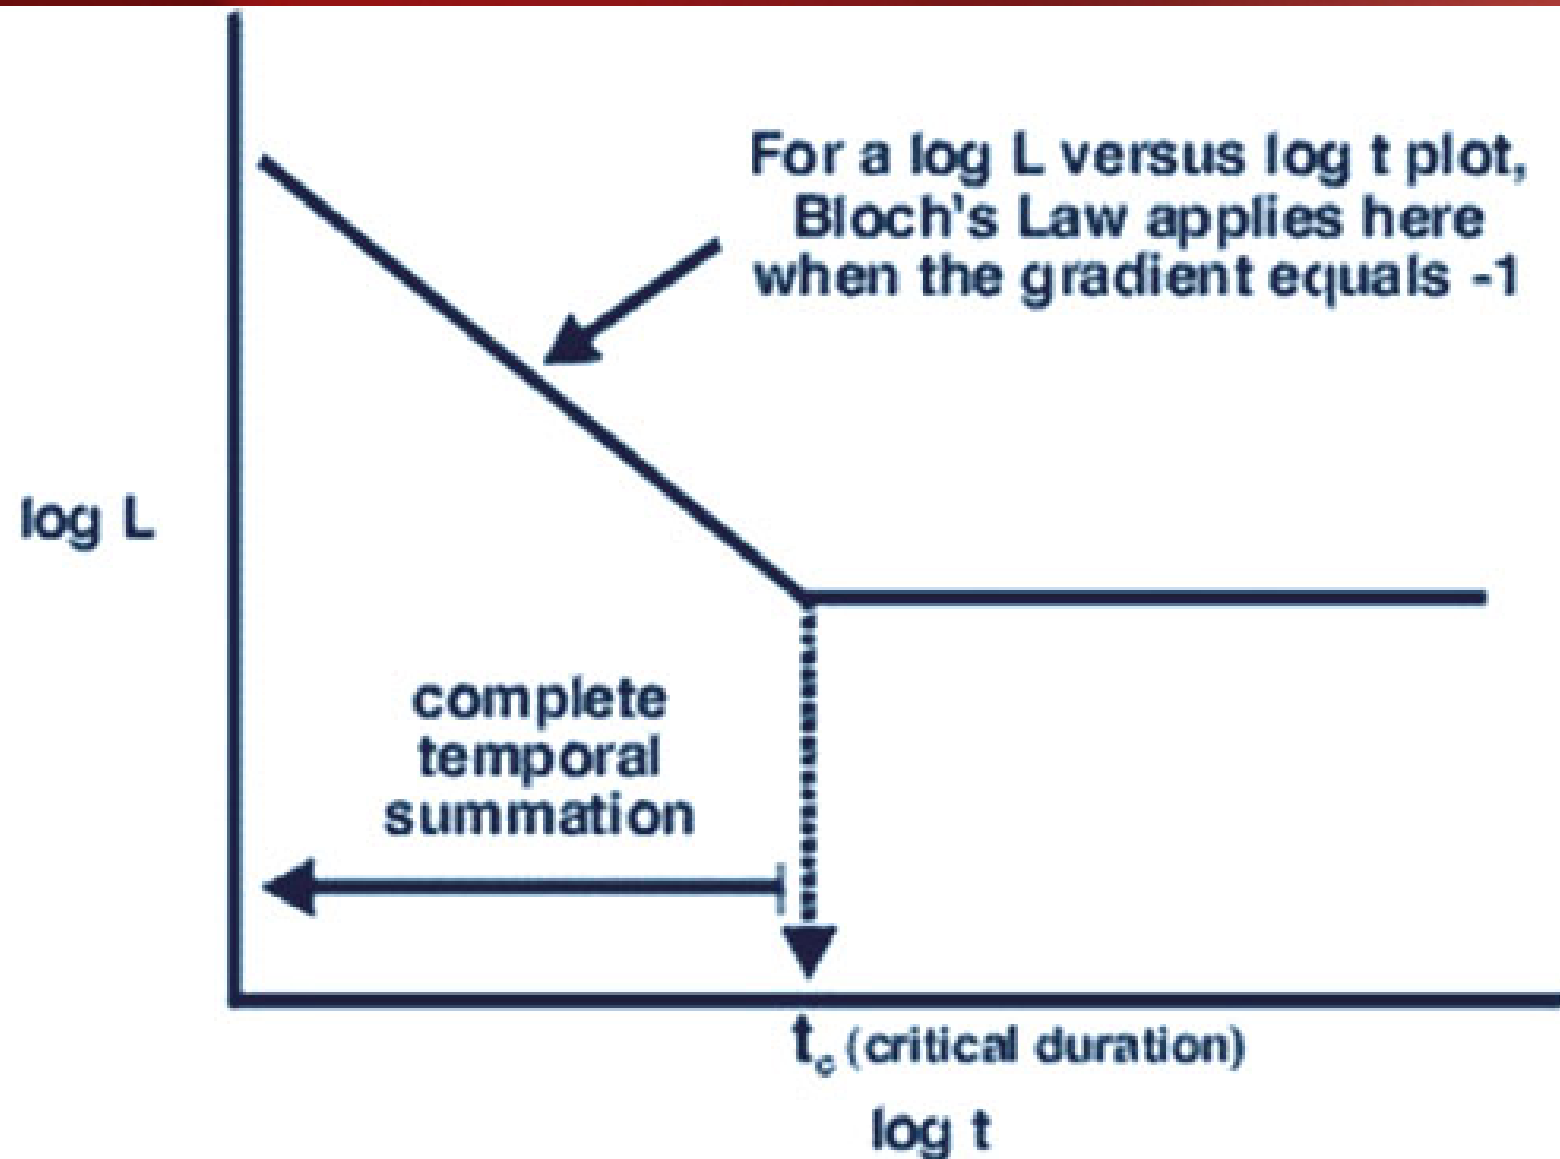 For a log L versus log t plot,
Bloch's Law applies here
when the gradient equals -1
log L
complete
temporal
summation
tc (critical duration)
log t